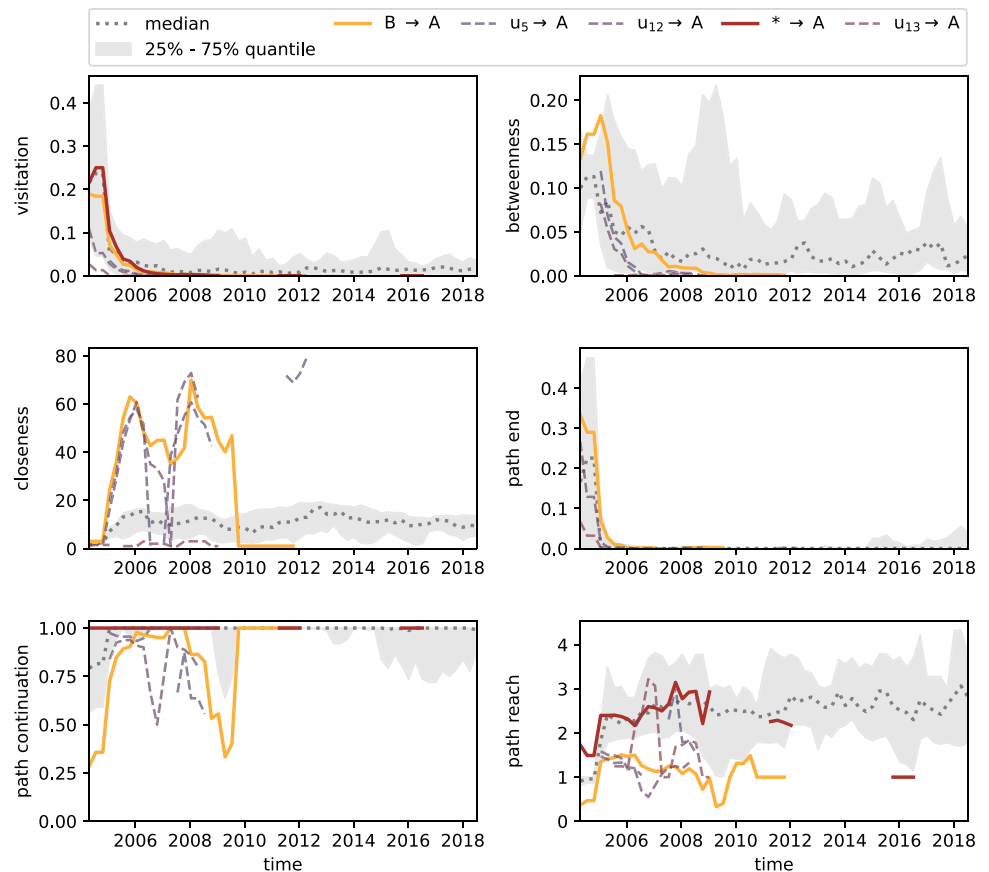 median B → A u₅→ A u₁₂→ A * → A u₁₃→ A
25% - 75% quantile
visitation
0.4
0.3
0.2
0.1
0.0
2006 2008 2010 2012 2014 2016 2018
betweenness
0.20
0.15
0.10
0.05
0.00
2006 2008 2010 2012 2014 2016 2018
closeness
80
60
40
20
0
2006 2008 2010 2012 2014 2016 2018
path end
0.4
0.3
0.2
0.1
0.0
2006 2008 2010 2012 2014 2016 2018
path continuation
1.00
0.75
0.50
0.25
0.00
2006 2008 2010 2012 2014 2016 2018
time
path reach
4
3
2
1
0
2006 2008 2010 2012 2014 2016 2018
time